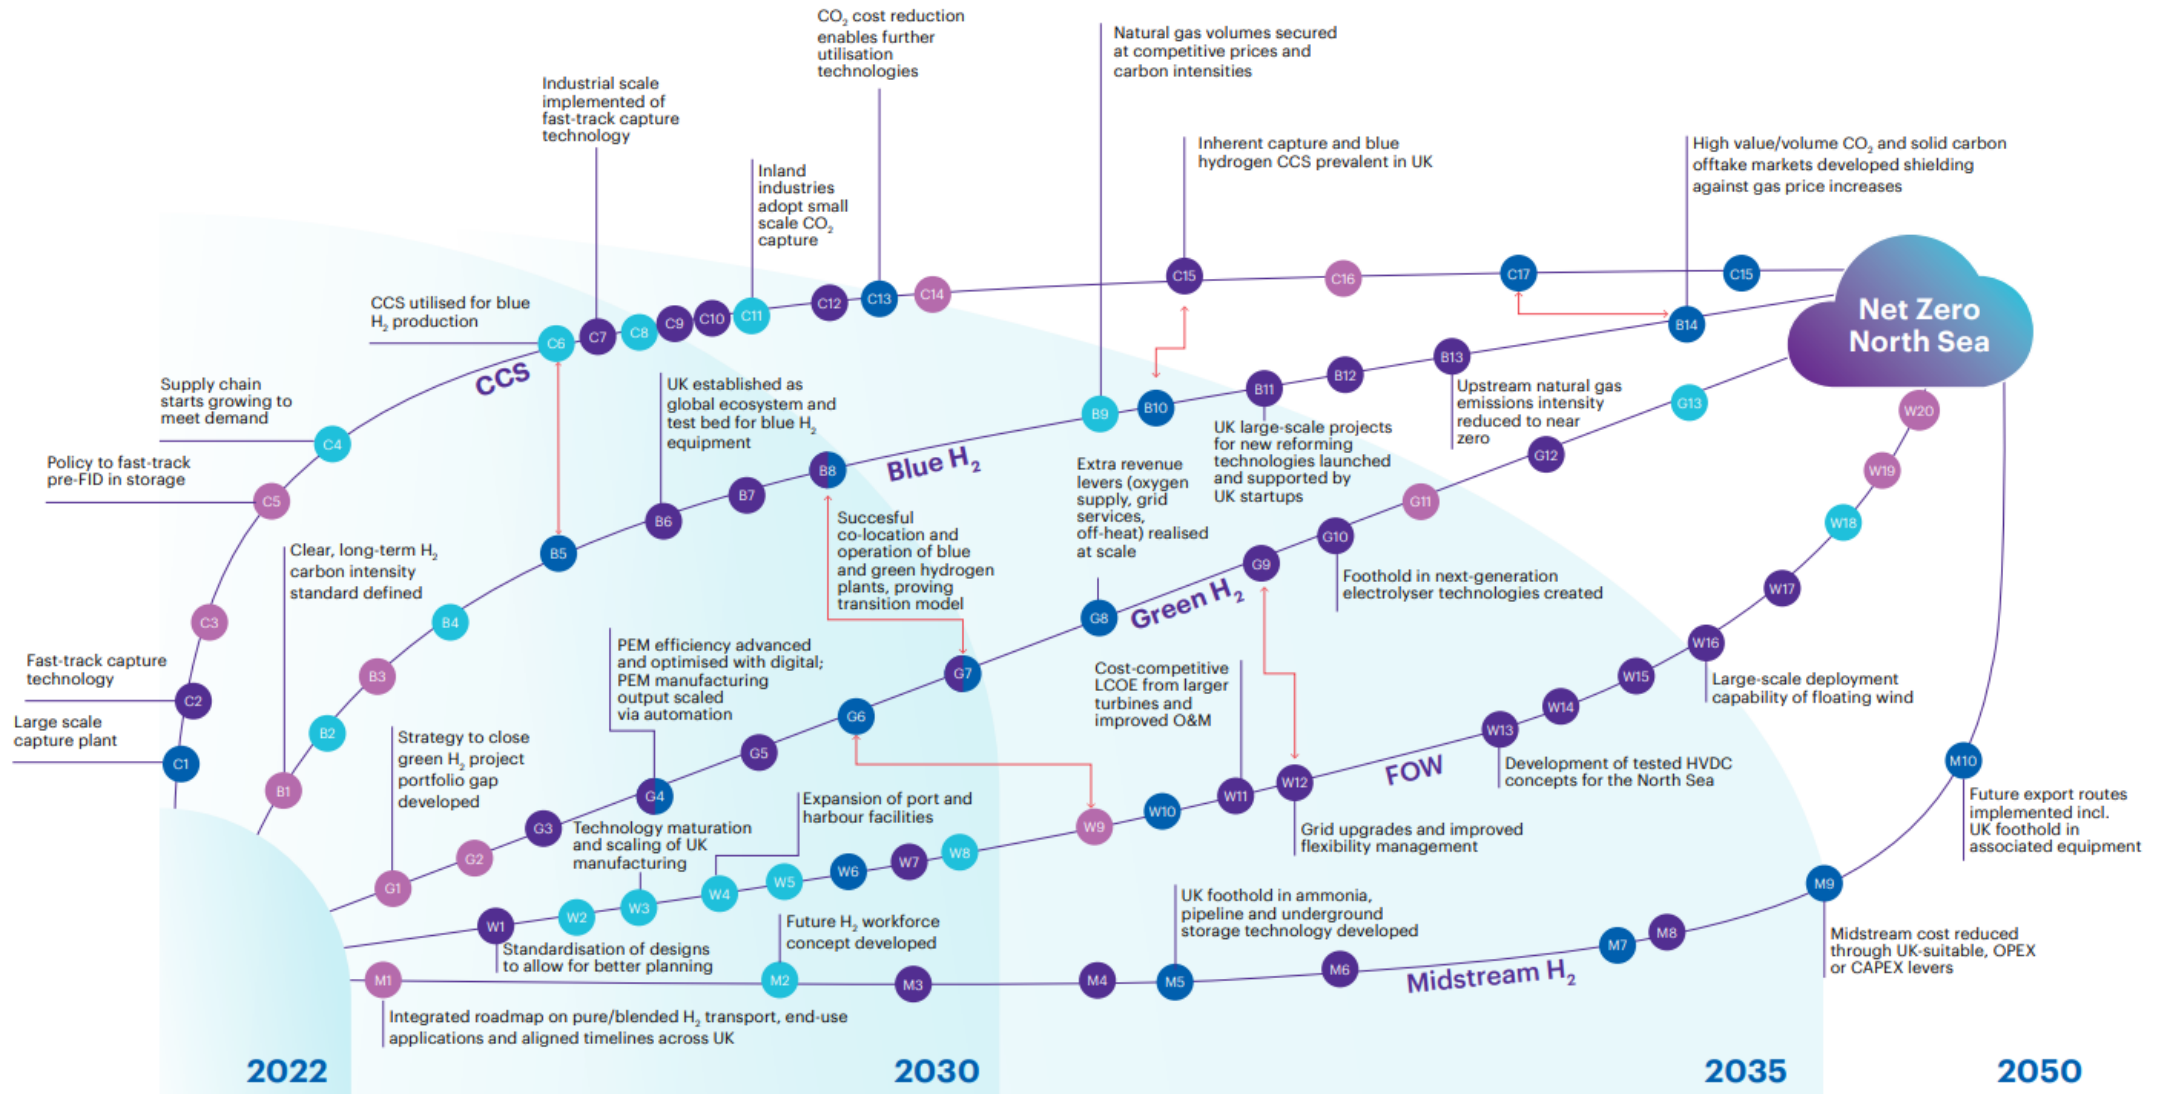 CO₂ cost reduction
enables further
utilisation
technologies
Natural gas volumes secured
at competitive prices and
carbon intensities
Industrial scale
implemented of
fast-track capture
technology
Inland
industries
adopt small
scale CO₂
capture
Inherent capture and blue
hydrogen CCS prevalent in UK
High value/volume CO₂ and solid carbon
offtake markets developed shielding
against gas price increases
CCS utilised for blue
H₂ production
Supply chain
starts growing to
meet demand
Policy to fast-track
pre-FID in storage
Fast-track capture
technology
Large scale
capture plant
C1
C2
C3
C5
C4
CCS
C6
C7
C8
C9
C10
C11
C12
C13
C14
C15
C16
C17
C15
Net Zero
North Sea
Clear, long-term H₂
carbon intensity
standard defined
UK established as
global ecosystem and
test bed for blue H₂
equipment
B1
B2
B3
B4
B5
B6
B7
B8
Blue H₂
B9
B10
B11
B12
B13
B14
UK large-scale projects
for new reforming
technologies launched
and supported by
UK startups
Upstream natural gas
emissions intensity
reduced to near
zero
Succesful
co-location and
operation of blue
and green hydrogen
plants, proving
transition model
Extra revenue
levers (oxygen
supply, grid
services,
off-heat) realised
at scale
Strategy to close
green H₂ project
portfolio gap
developed
PEM efficiency advanced
and optimised with digital;
PEM manufacturing
output scaled
via automation
G1
G2
G3
G4
G5
G6
G7
G8
Green H₂
G9
G10
G11
G12
G13
Foothold in next-generation
electrolyser technologies created
Technology maturation
and scaling of UK
manufacturing
Expansion of port and
harbour facilities
Cost-competitive
LCOE from larger
turbines and
improved O&M
W1
W2
W3
W4
W5
W6
W7
W8
W9
W10
W11
W12
FOW
W13
W14
W15
W16
W17
W18
W19
W20
Standardisation of designs
to allow for better planning
Grid upgrades and improved
flexibility management
Development of tested HVDC
concepts for the North Sea
Large-scale deployment
capability of floating wind
Future H₂ workforce
concept developed
UK foothold in ammonia,
pipeline and underground
storage technology developed
M1
M2
M3
M4
M5
M6
Midstream H₂
M7
M8
M9
M10
Integrated roadmap on pure/blended H₂ transport, end-use
applications and aligned timelines across UK
Midstream cost reduced
through UK-suitable, OPEX
or CAPEX levers
Future export routes
implemented incl.
UK foothold in
associated equipment
2022
2030
2035
2050